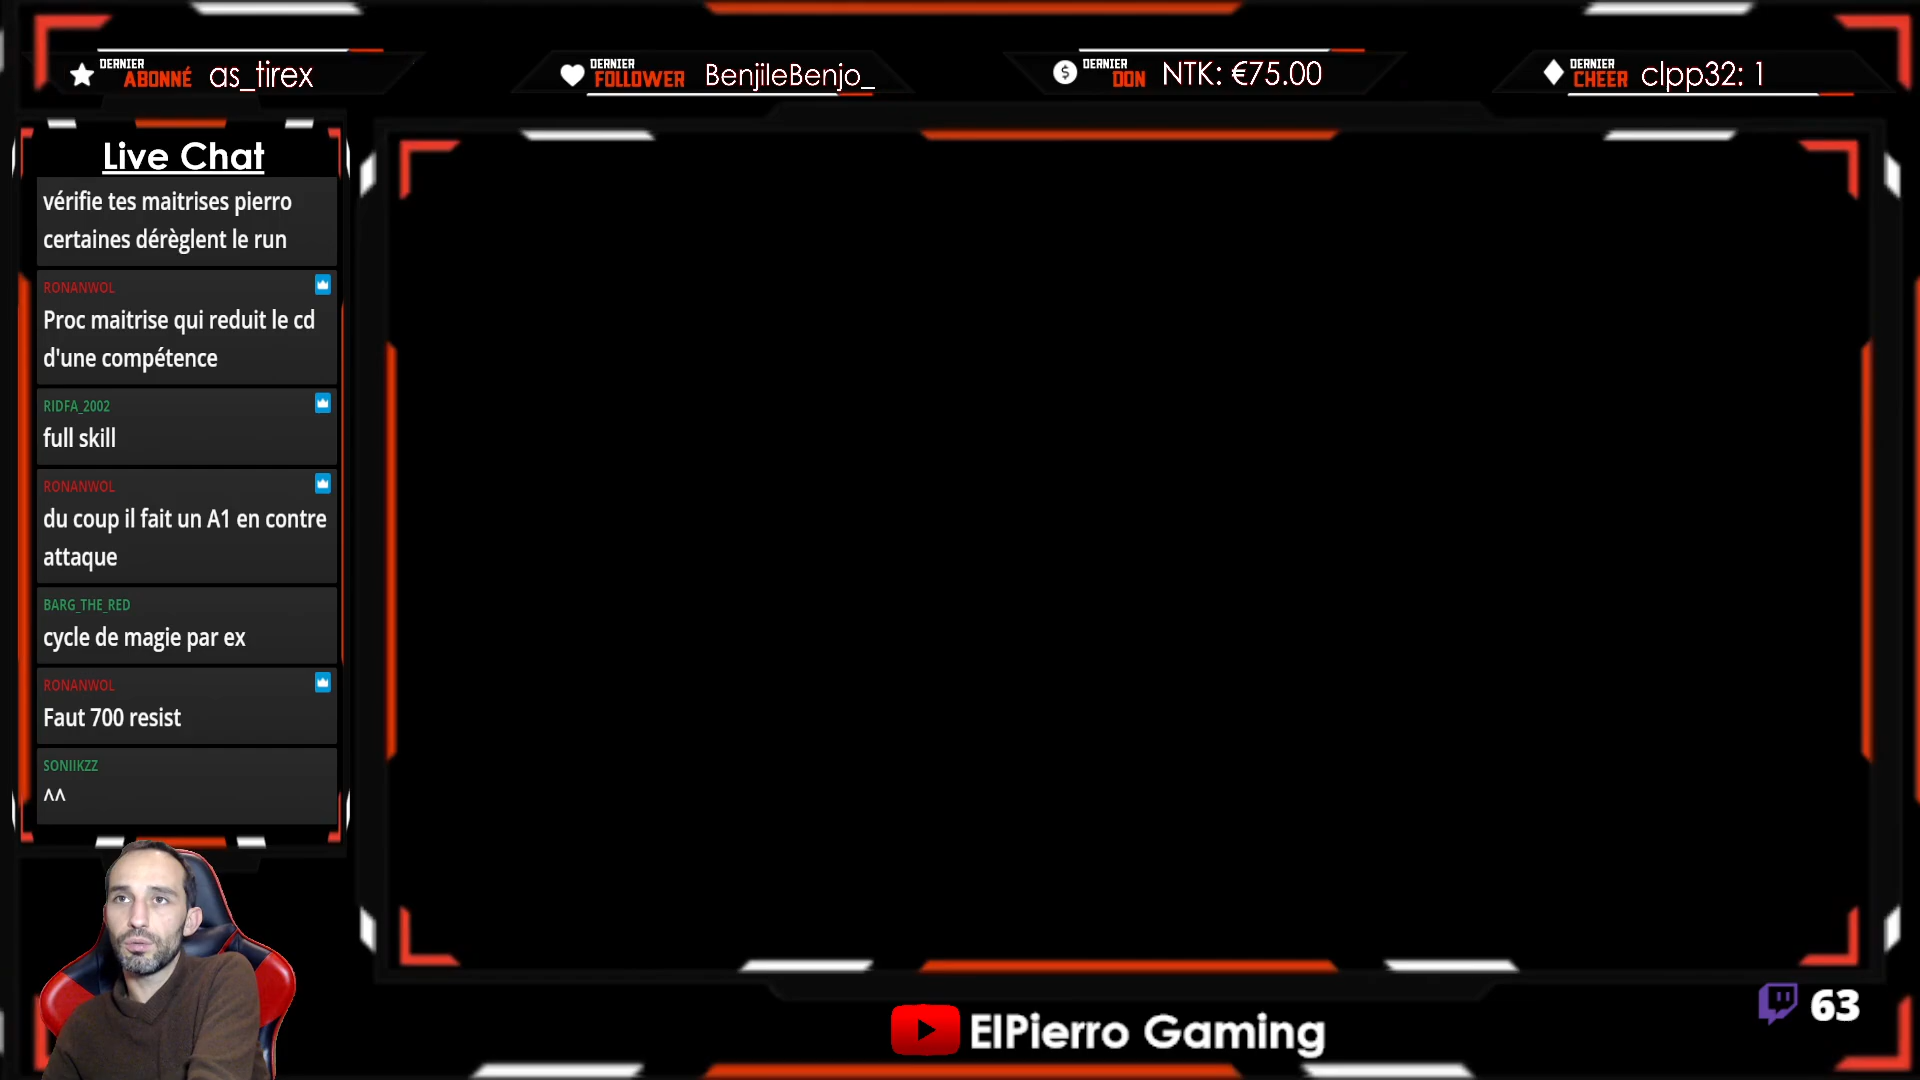 DERNIER
ABONNÉ as_tirex
DERNIER
FOLLOWER BenjileBenjo_
$ DERNIER
DON NTK: €75.00
DERNIER
CHEER clpp32: 1
Live Chat
vérifie tes maitrises pierro
certaines dérèglent le run
RONANWOL
Proc maitrise qui reduit le cd
d'une compétence
RIDFA_2002
full skill
RONANWOL
du coup il fait un A1 en contre
attaque
BARG_THE_RED
cycle de magie par ex
RONANWOL
Faut 700 resist
SONIIKZZ
^^
ElPierro Gaming
63